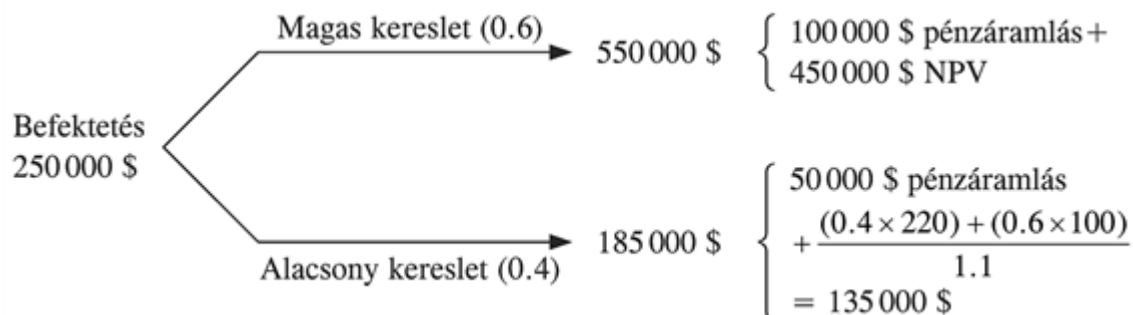 Magas kereslet (0.6)
550 000 $
100 000 $ pénzáramlás +
450 000 $ NPV
Befektetés
250 000 $
50 000 $ pénzáramlás
185 000 $
+ (0.4 × 220) + (0.6 × 100)
1.1
Alacsony kereslet (0.4)
= 135 000 $